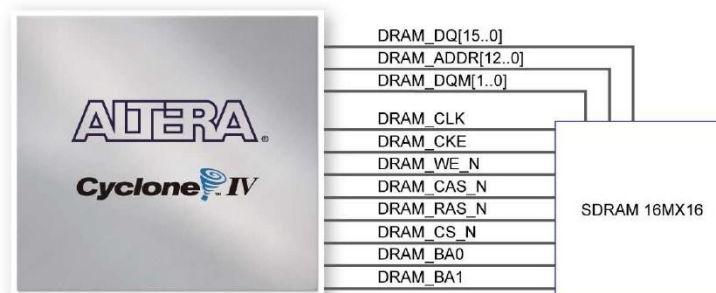 DRAM_DQ[15..0]
DRAM_ADDR[12..0]
DRAM_DQM[1..0]
DRAM_CLK
DRAM_CKE
DRAM_WE_N
DRAM_CAS_N
DRAM_RAS_N
DRAM_CS_N
DRAM_BA0
DRAM_BA1
ALTERA®
Cyclone™ IV
SDRAM 16MX16